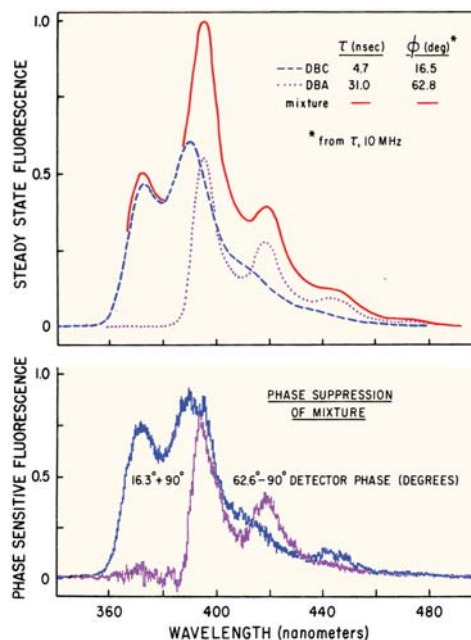 τ (nsec) ϕ (deg)*
DBC 4.7 16.5
DBA 31.0 62.8
mixture
* from τ, 10 MHz
STEADY STATE FLUORESCENCE
1.0
0.5
0
PHASE SUPPRESSION
OF MIXTURE
16.3° + 90° 62.6° – 90° DETECTOR PHASE (DEGREES)
PHASE SENSITIVE FLUORESCENCE
1.0
0.5
0
360 400 440 480
WAVELENGTH (nanometers)